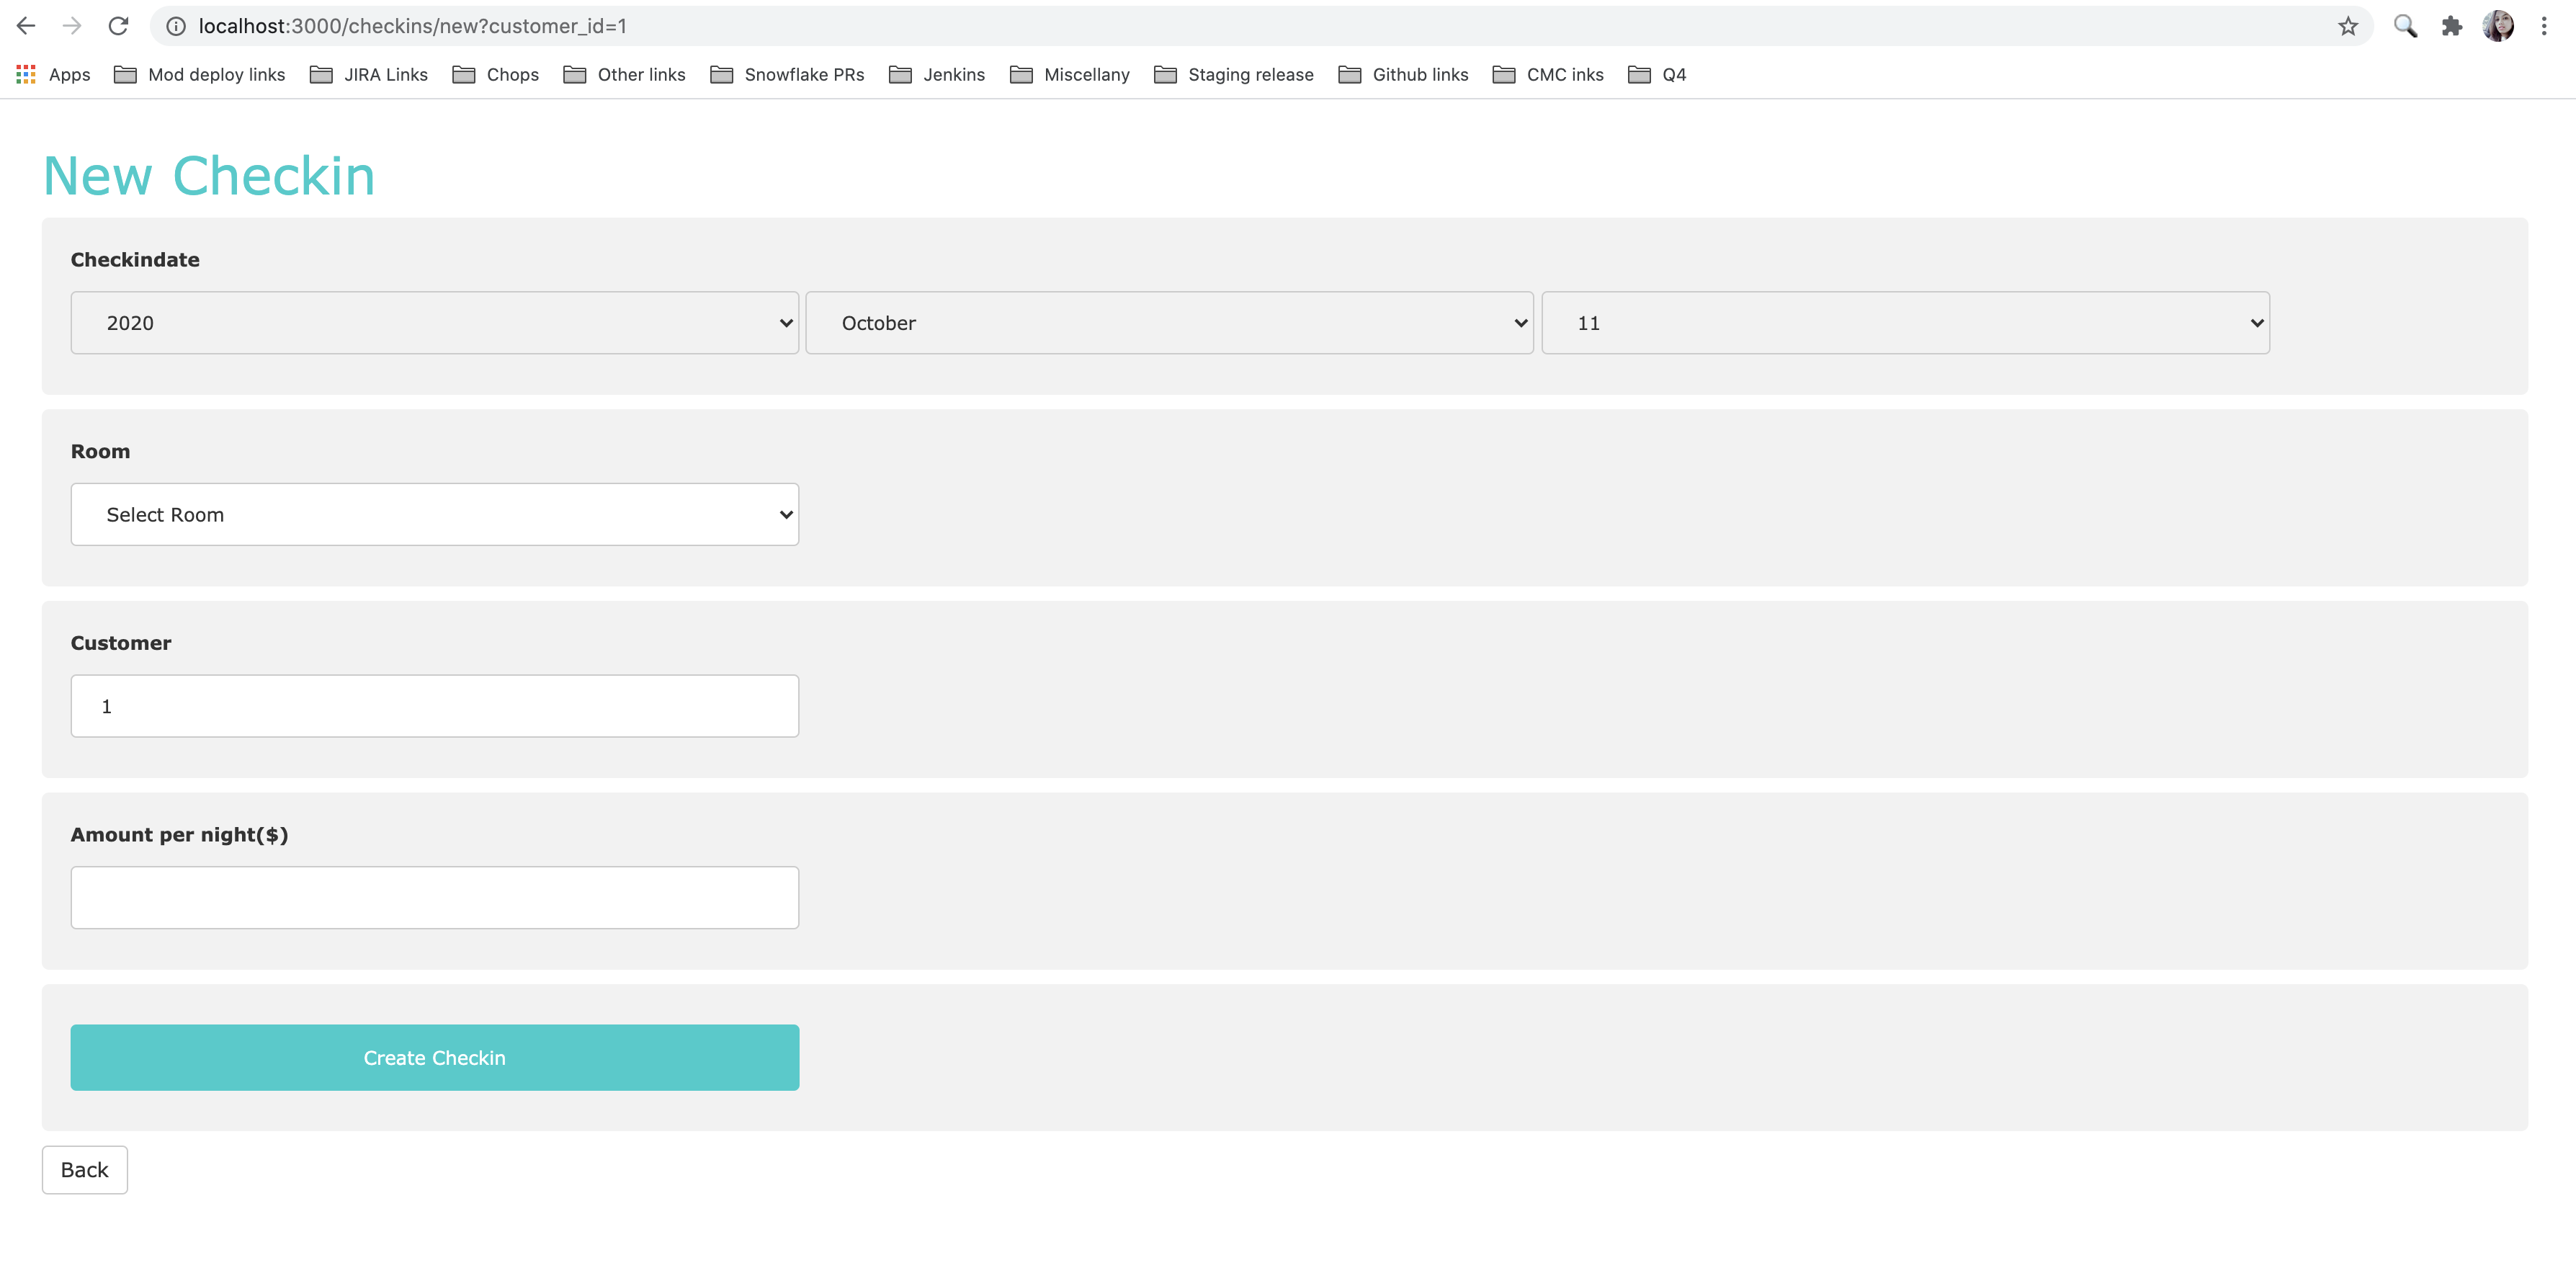 localhost:3000/checkins/new?customer_id=1
Apps Mod deploy links JIRA Links Chops Other links Snowflake PRs Jenkins Miscellany Staging release Github links CMC inks Q4
New Checkin
Checkindate
2020 October 11
Room
Select Room
Customer
1
Amount per night($)
Create Checkin
Back